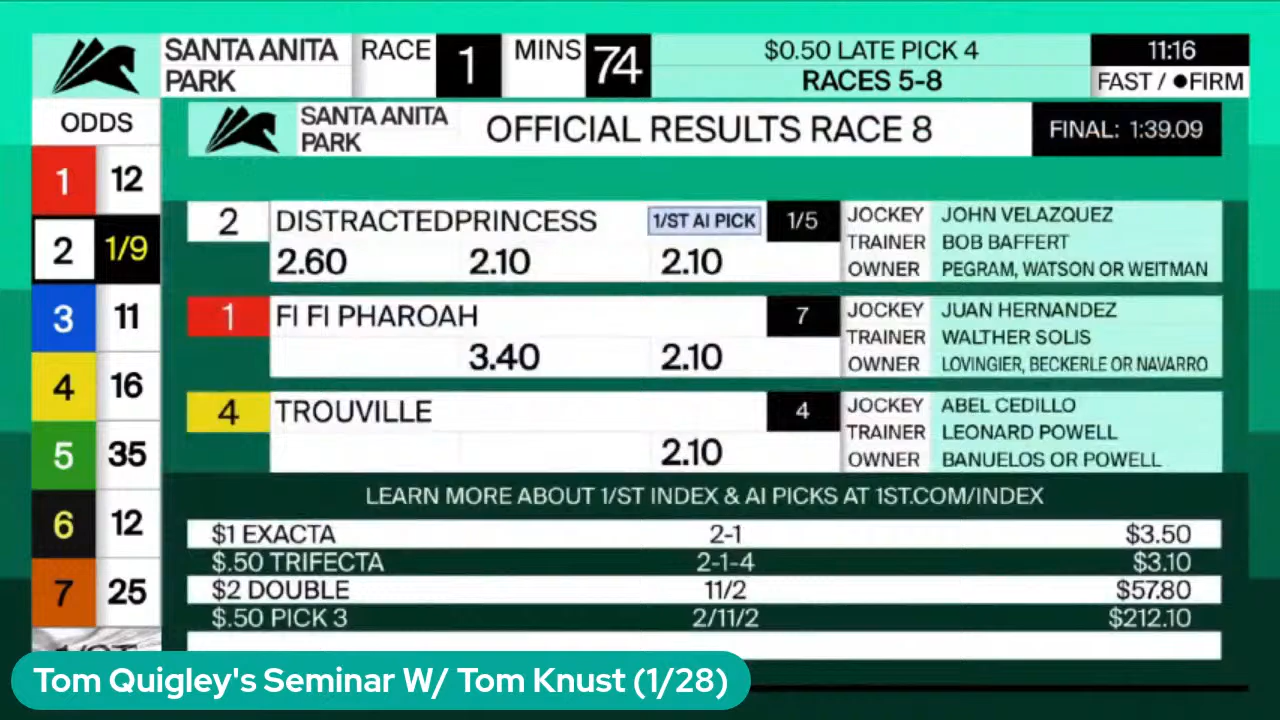 SANTA ANITA PARK RACE 1 MINS 74 $0.50 LATE PICK 4 11:16
RACES 5-8 FAST / ●FIRM
ODDS
1 12
2 1/9
3 11
4 16
5 35
6 12
7 25
SANTA ANITA PARK OFFICIAL RESULTS RACE 8 FINAL: 1:39.09
2 DISTRACTEDPRINCESS 1/ST AI PICK 1/5 JOCKEY JOHN VELAZQUEZ
TRAINER BOB BAFFERT
2.60 2.10 2.10 OWNER PEGRAM, WATSON OR WEITMAN
1 FI FI PHAROAH 7 JOCKEY JUAN HERNANDEZ
TRAINER WALTHER SOLIS
3.40 2.10 OWNER LOVINGIER, BECKERLE OR NAVARRO
4 TROUVILLE 4 JOCKEY ABEL CEDILLO
TRAINER LEONARD POWELL
2.10 OWNER BANUELOS OR POWELL
LEARN MORE ABOUT 1/ST INDEX & AI PICKS AT 1ST.COM/INDEX
$1 EXACTA 2-1 $3.50
$.50 TRIFECTA 2-1-4 $3.10
$2 DOUBLE 11/2 $57.80
$.50 PICK 3 2/11/2 $212.10
Tom Quigley's Seminar W/ Tom Knust (1/28)